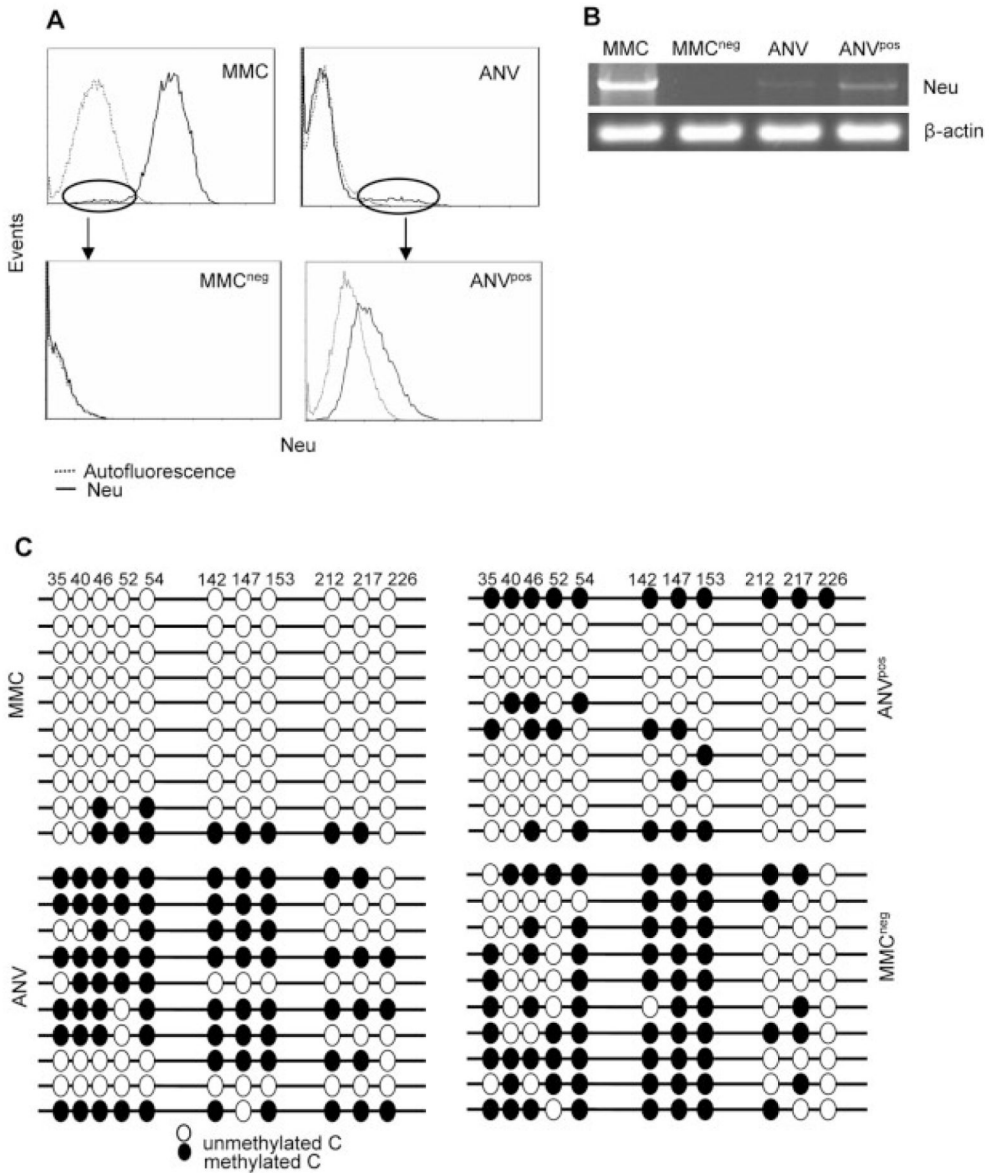 A
MMC
ANV
MMCneg
ANVpos
Events
Neu
Autofluorescence
Neu
B
MMC MMCneg ANV ANVpos
Neu
β-actin
C
35 40 46 52 54 142 147 153 212 217 226
MMC
ANV
35 40 46 52 54 142 147 153 212 217 226
ANVpos
MMCneg
unmethylated C
methylated C